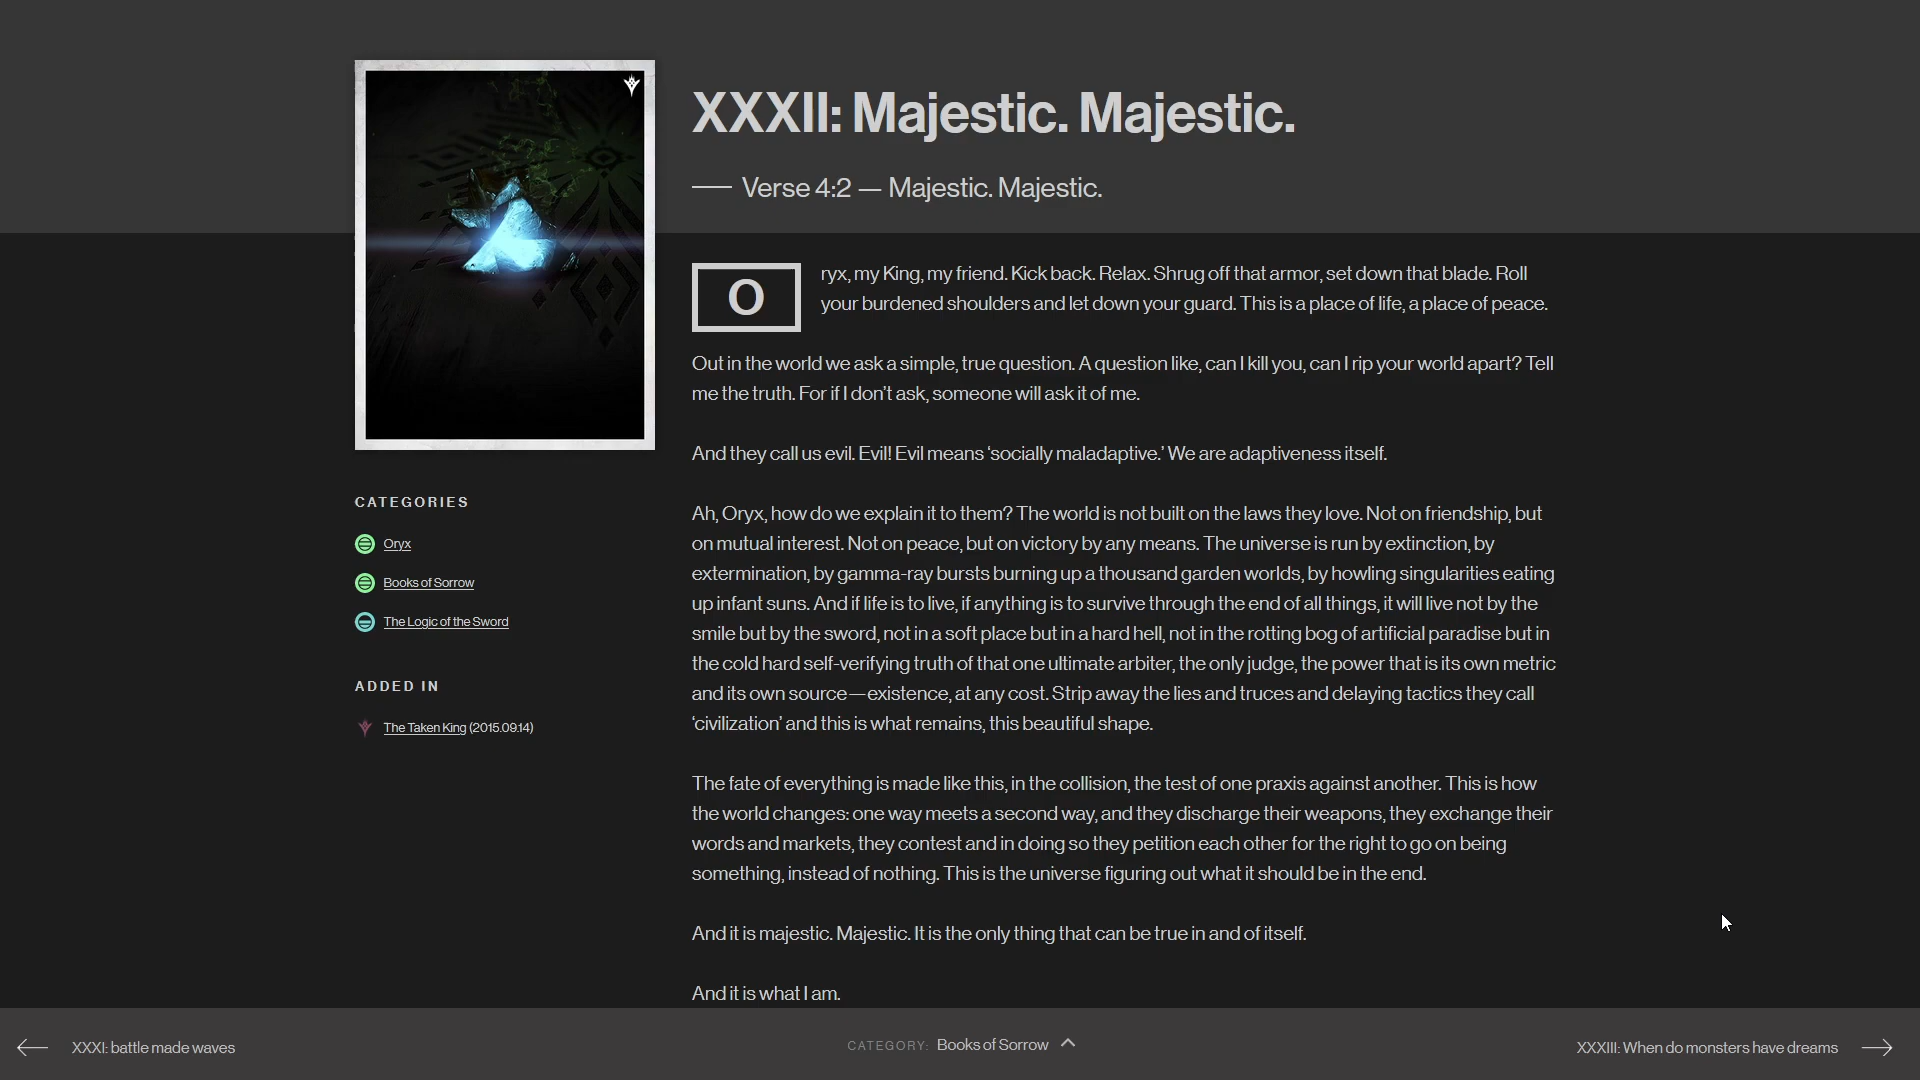 XXXII: Majestic. Majestic.
Verse 4:2 — Majestic. Majestic.
Oryx, my King, my friend. Kick back. Relax. Shrug off that armor, set down that blade. Roll
your burdened shoulders and let down your guard. This is a place of life, a place of peace.
Out in the world we ask a simple, true question. A question like, can I kill you, can I rip your world apart? Tell
me the truth. For if I don’t ask, someone will ask it of me.
And they call us evil. Evil! Evil means ‘socially maladaptive.’ We are adaptiveness itself.
Ah, Oryx, how do we explain it to them? The world is not built on the laws they love. Not on friendship, but
on mutual interest. Not on peace, but on victory by any means. The universe is run by extinction, by
extermination, by gamma-ray bursts burning up a thousand garden worlds, by howling singularities eating
up infant suns. And if life is to live, if anything is to survive through the end of all things, it will live not by the
smile but by the sword, not in a soft place but in a hard hell, not in the rotting bog of artificial paradise but in
the cold hard self-verifying truth of that one ultimate arbiter, the only judge, the power that is its own metric
and its own source—existence, at any cost. Strip away the lies and truces and delaying tactics they call
‘civilization’ and this is what remains, this beautiful shape.
The fate of everything is made like this, in the collision, the test of one praxis against another. This is how
the world changes: one way meets a second way, and they discharge their weapons, they exchange their
words and markets, they contest and in doing so they petition each other for the right to go on being
something, instead of nothing. This is the universe figuring out what it should be in the end.
And it is majestic. Majestic. It is the only thing that can be true in and of itself.
And it is what I am.
CATEGORIES
Oryx
Books of Sorrow
The Logic of the Sword
ADDED IN
The Taken King (2015.09.14)
XXXI: battle made waves
CATEGORY: Books of Sorrow
XXXIII: When do monsters have dreams